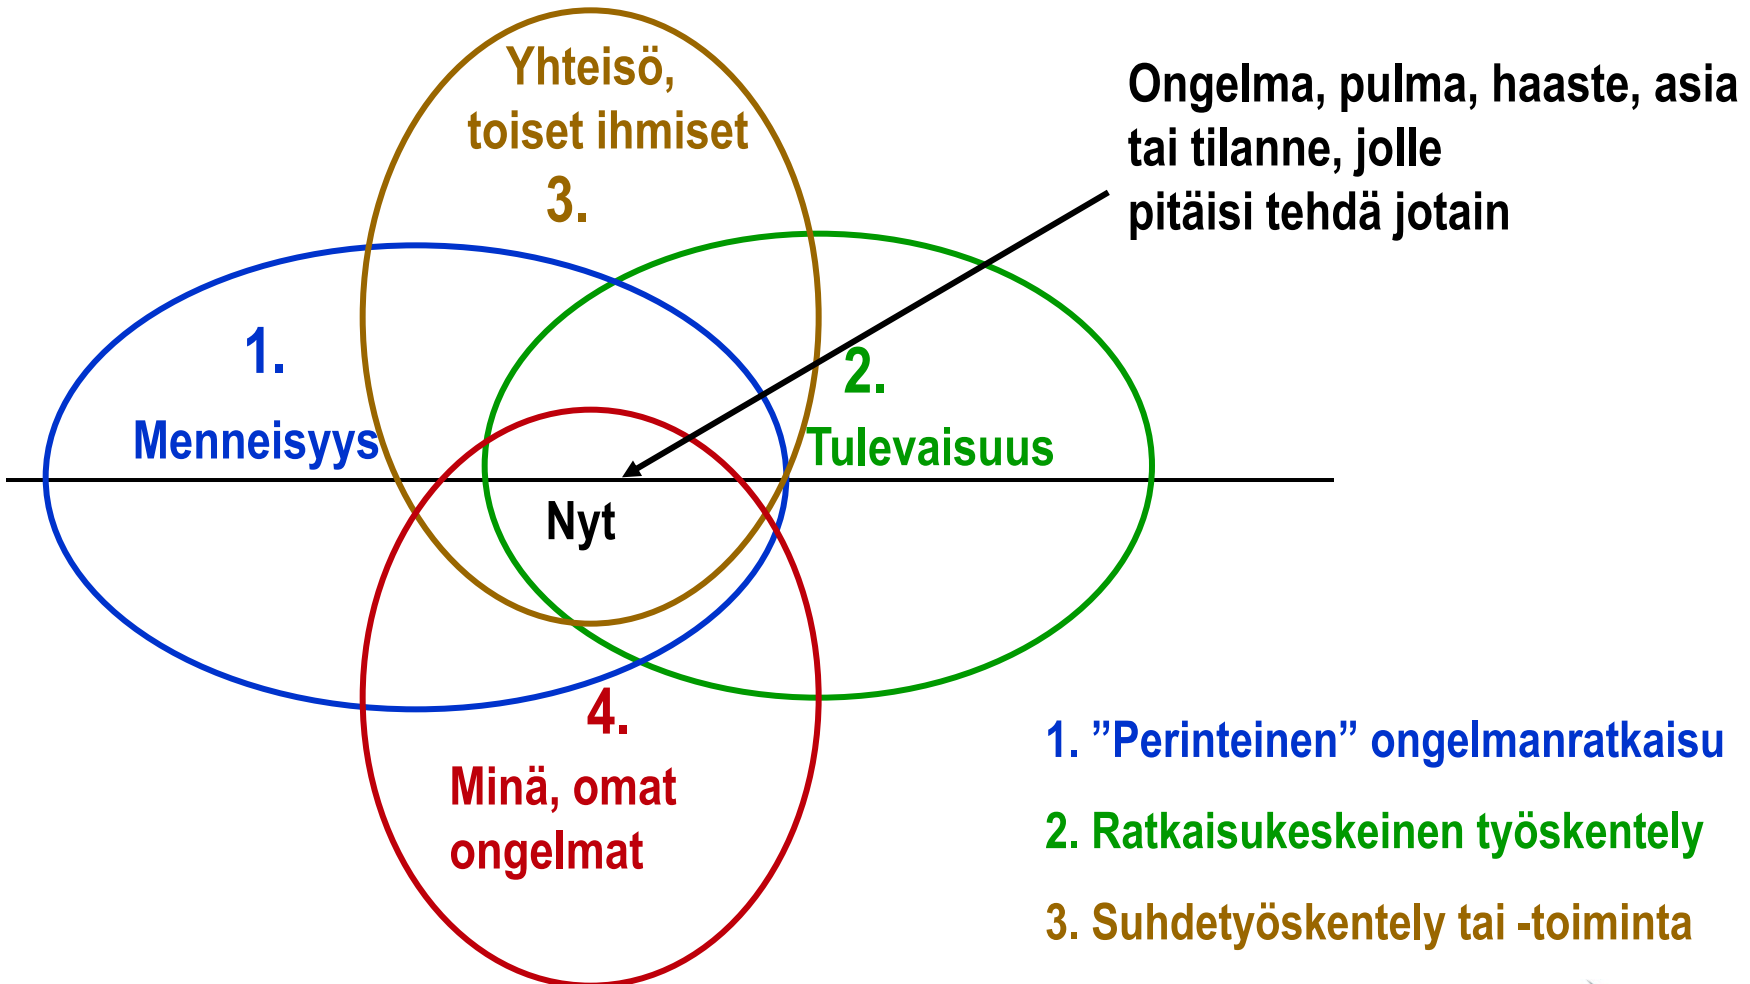 Yhteisö,
toiset ihmiset
3.
Ongelma, pulma, haaste, asia
tai tilanne, jolle
pitäisi tehdä jotain
1.
Menneisyys
2.
Tulevaisuus
Nyt
4.
Minä, omat
ongelmat
1. ”Perinteinen” ongelmanratkaisu
2. Ratkaisukeskeinen työskentely
3. Suhdetyöskentely tai -toiminta